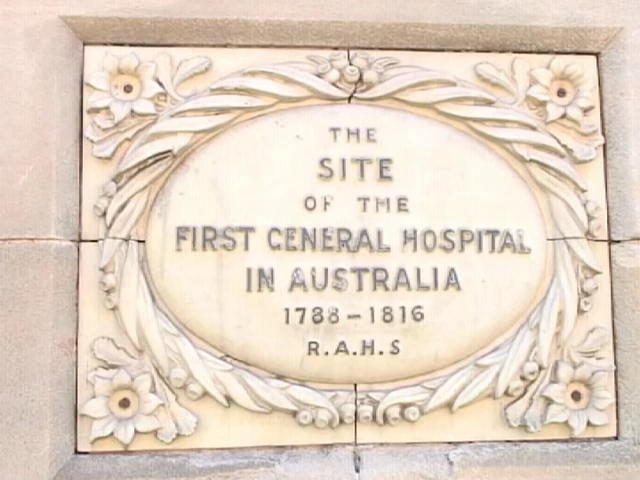 THE
SITE
OF THE
FIRST GENERAL HOSPITAL
IN AUSTRALIA
1788-1816
R.A.H.S